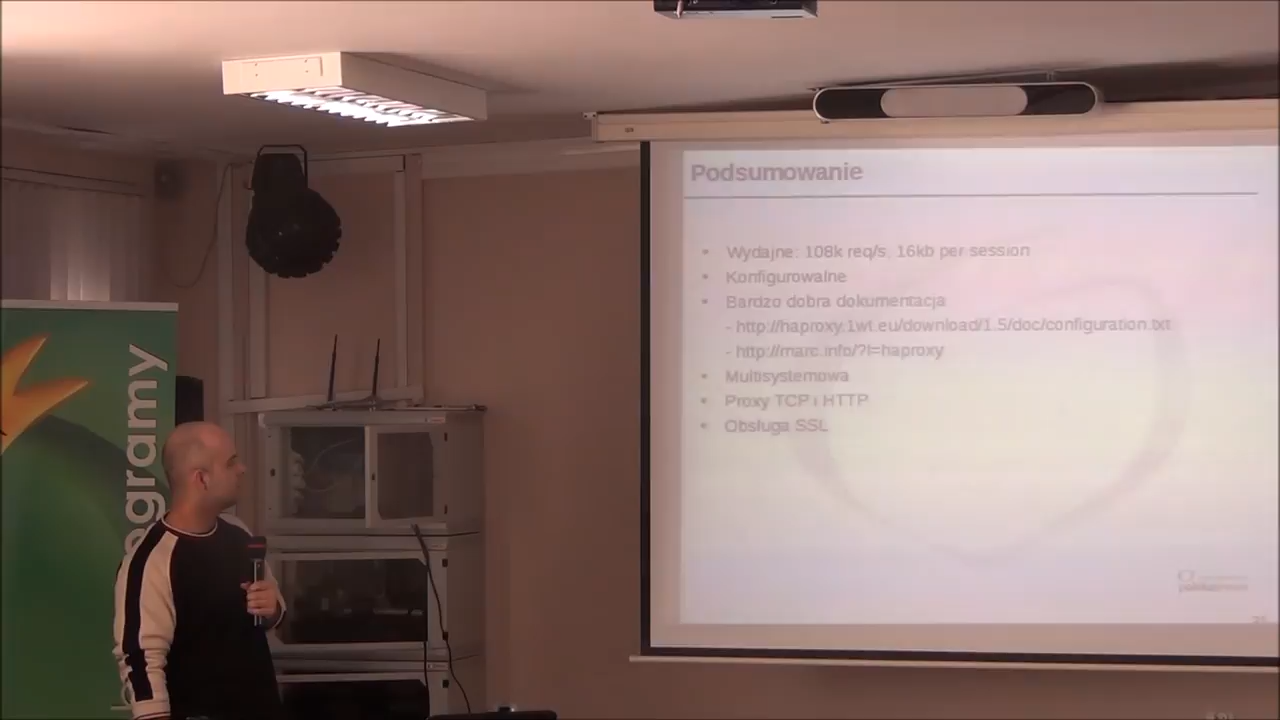 Podsumowanie
• Wydajne: 108k req/s, 16kb per session
• Konfigurowalne
• Bardzo dobra dokumentacja
- http://haproxy.1wt.eu/download/1.5/doc/configuration.txt
- http://marc.info/?l=haproxy
• Multisystemowa
• Proxy TCP i HTTP
• Obsługa SSL
gramy